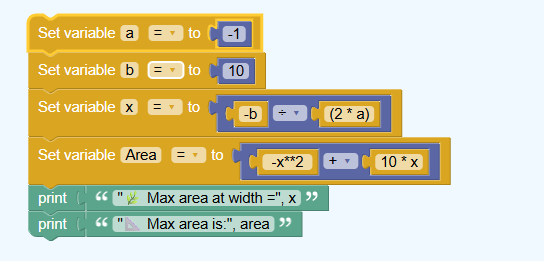 Set variable a = ▾ to -1
Set variable b = ▾ to 10
Set variable x = ▾ to -b ÷ ▾ (2 * a)
Set variable Area = ▾ to -x**2 + ▾ 10 * x
print “ "🌿 Max area at width =", x ”
print “ "📐 Max area is:", area ”